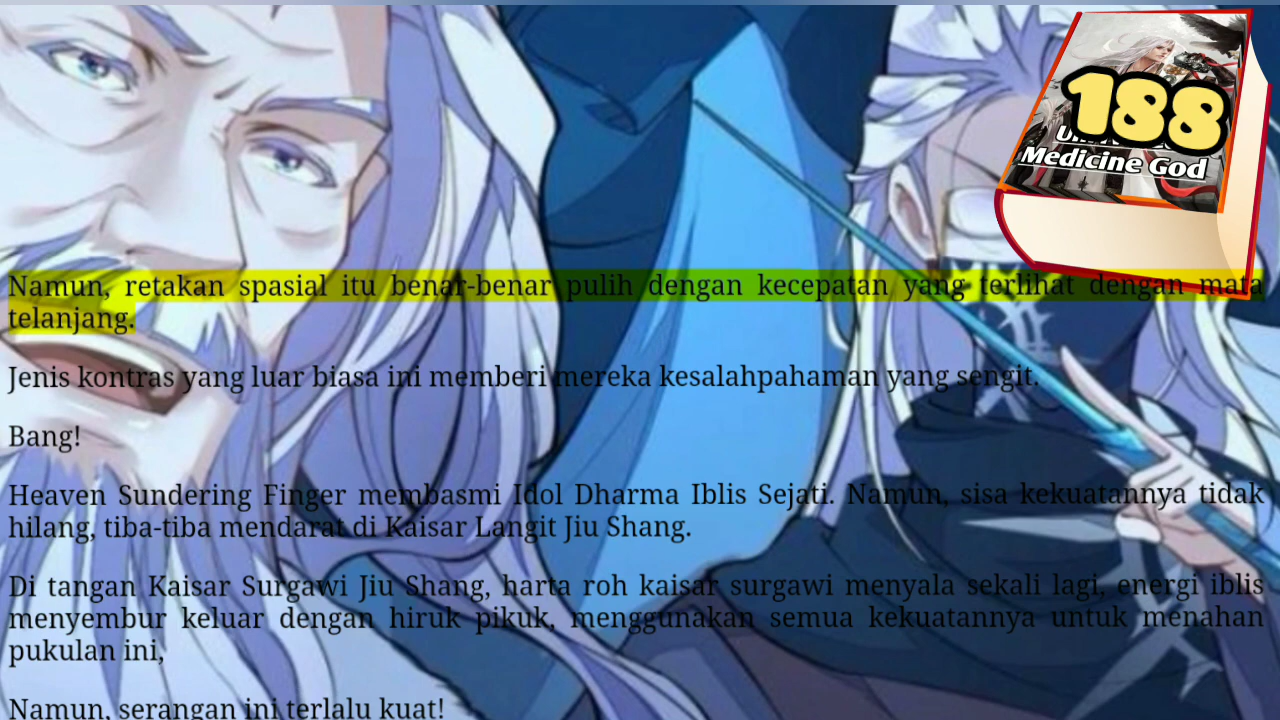 188
Medicine God
Namun, retakan spasial itu benar-benar pulih dengan kecepatan yang terlihat dengan mata
telanjang.
Jenis kontras yang luar biasa ini memberi mereka kesalahpahaman yang sengit.
Bang!
Heaven Sundering Finger membasmi Idol Dharma Iblis Sejati. Namun, sisa kekuatannya tidak
hilang, tiba-tiba mendarat di Kaisar Langit Jiu Shang.
Di tangan Kaisar Surgawi Jiu Shang, harta roh kaisar surgawi menyala sekali lagi, energi iblis
menyembur keluar dengan hiruk pikuk, menggunakan semua kekuatannya untuk menahan
pukulan ini,
Namun, serangan ini terlalu kuat!